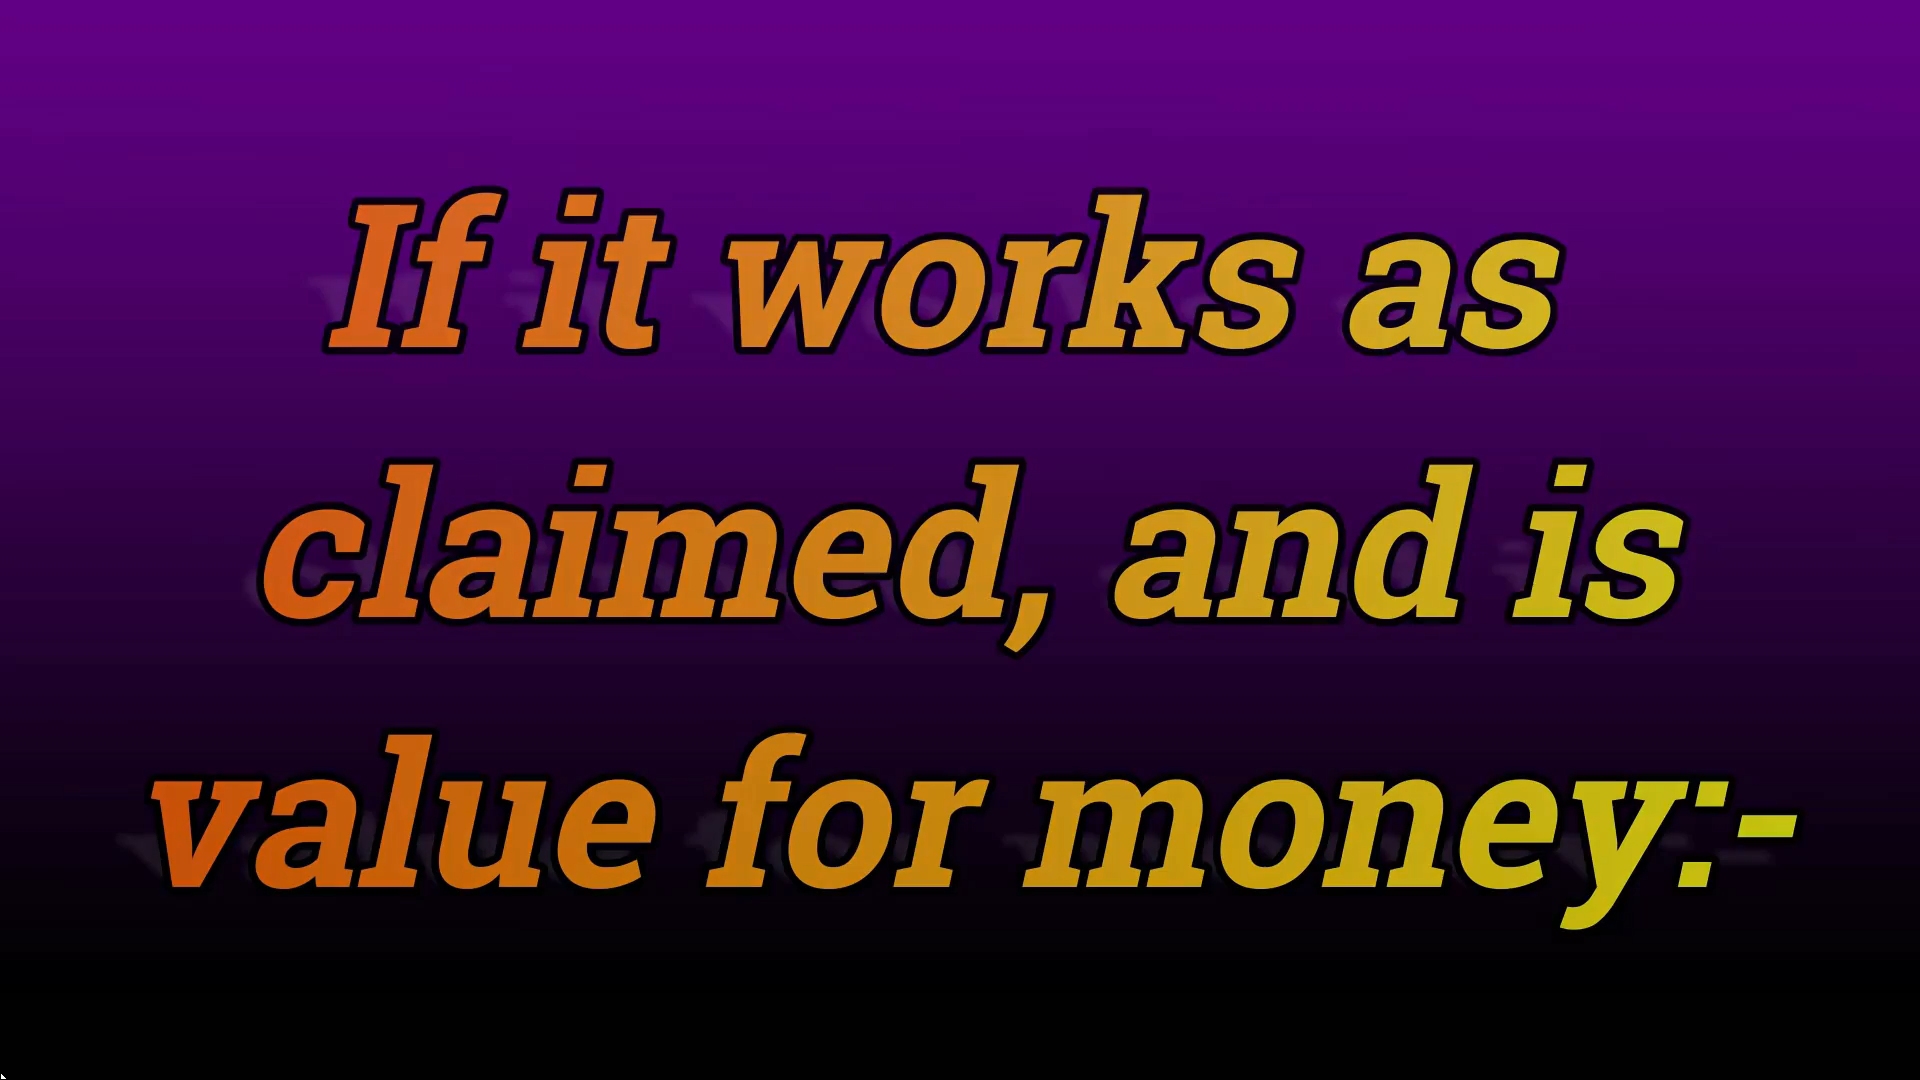 If it works as
claimed, and is
value for money:-